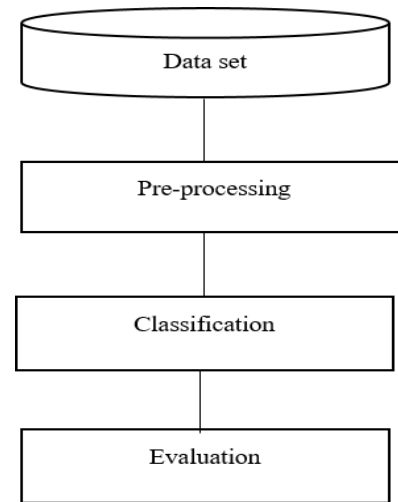 Data set
Pre-processing
Classification
Evaluation